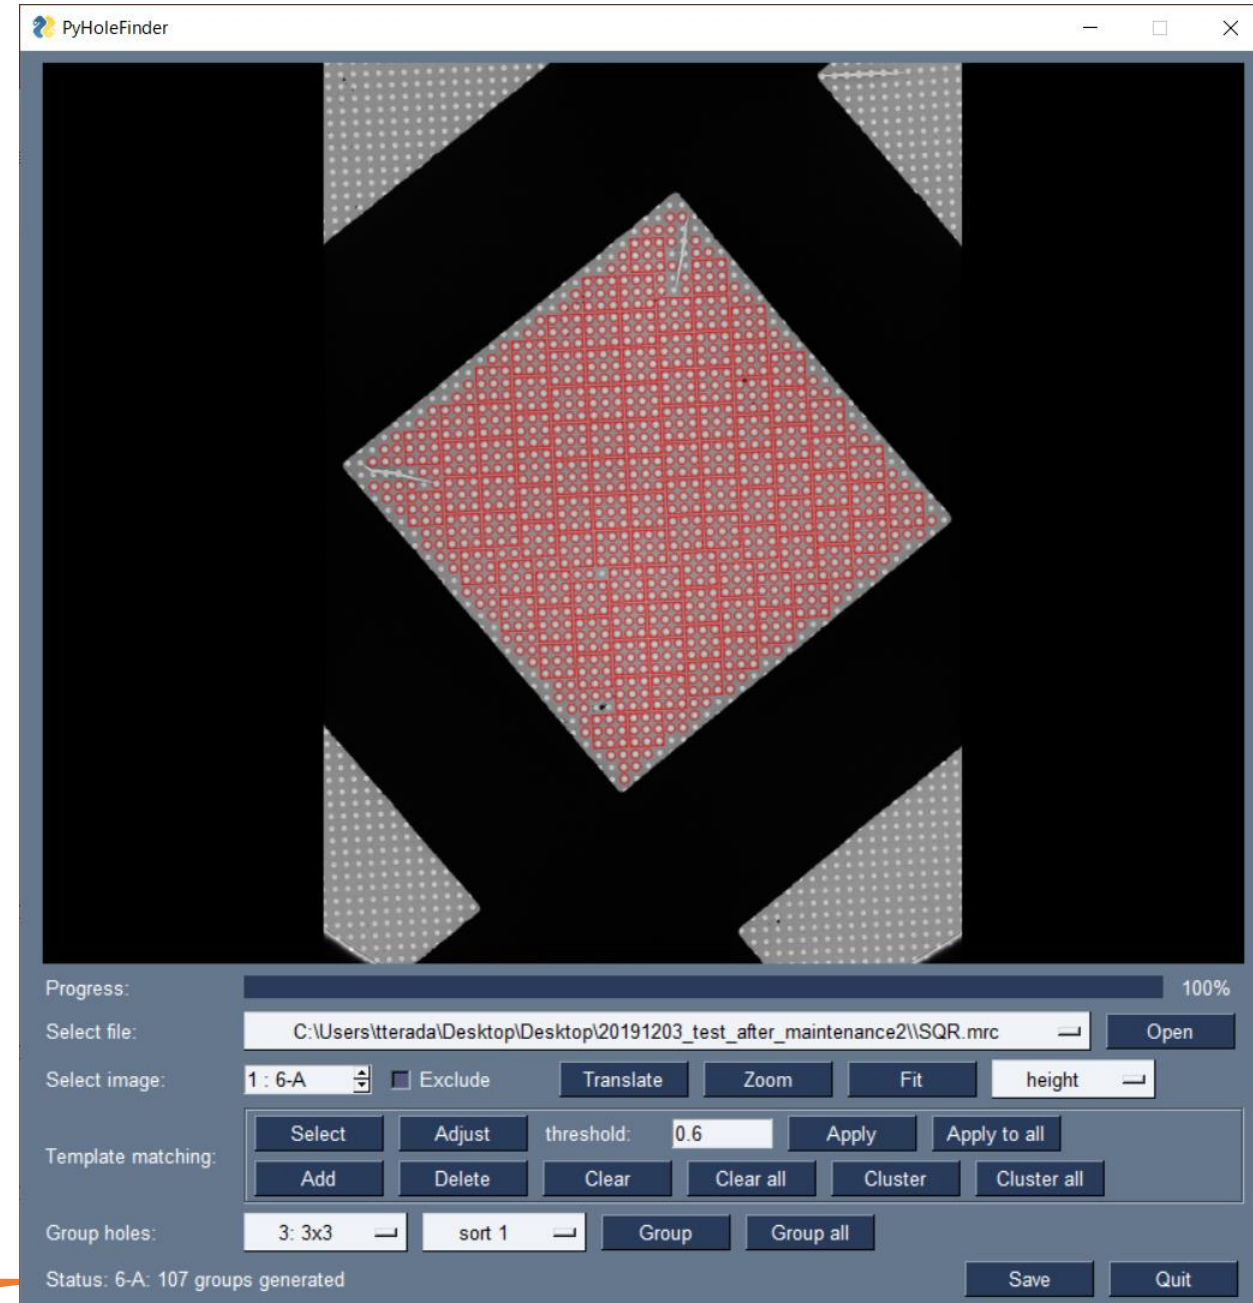 PyHoleFinder
Progress: 100%
Select file: C:\Users\tterada\Desktop\Desktop\20191203_test_after_maintenance2\\SQR.mrc Open
Select image: 1 : 6-A Exclude Translate Zoom Fit height
Template matching: Select Adjust threshold: 0.6 Apply Apply to all
Add Delete Clear Clear all Cluster Cluster all
Group holes: 3: 3x3 sort 1 Group Group all
Status: 6-A: 107 groups generated Save Quit